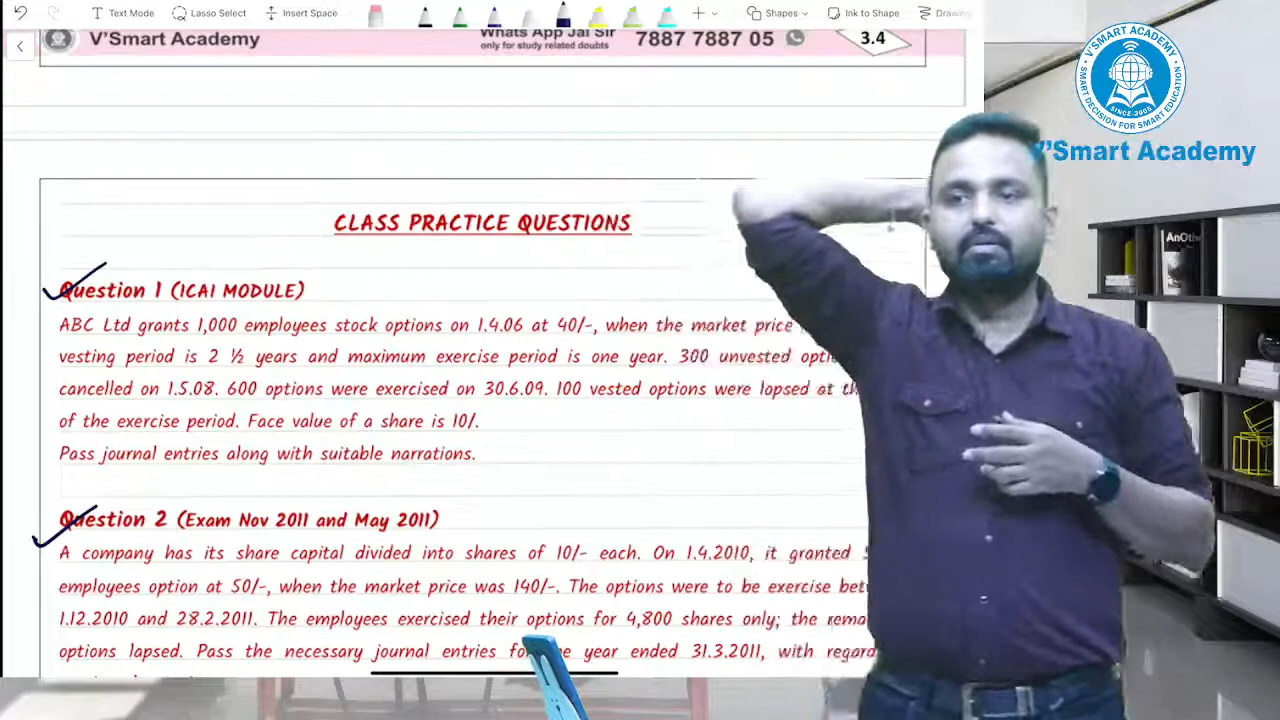 Text Mode Lasso Select Insert Space Shapes Ink to Shape Drawing
V'Smart Academy
Whats App Jai Sir
only for study related doubts
7887 7887 05
3.4
V'SMART ACADEMY
SMART DECISION FOR SMART EDUCATION
SINCE-2005
V'Smart Academy
CLASS PRACTICE QUESTIONS
Question 1 (ICAI MODULE)
ABC Ltd grants 1,000 employees stock options on 1.4.06 at 40/-, when the market price
vesting period is 2 ½ years and maximum exercise period is one year. 300 unvested
cancelled on 1.5.08. 600 options were exercised on 30.6.09. 100 vested options were lapsed at
of the exercise period. Face value of a share is 10/.
Pass journal entries along with suitable narrations.
Question 2 (Exam Nov 2011 and May 2011)
A company has its share capital divided into shares of 10/- each. On 1.4.2010, it granted
employees option at 50/-, when the market price was 140/-. The options were to be exercise
1.12.2010 and 28.2.2011. The employees exercised their options for 4,800 shares only; the
options lapsed. Pass the necessary journal entries year ended 31.3.2011, with regard